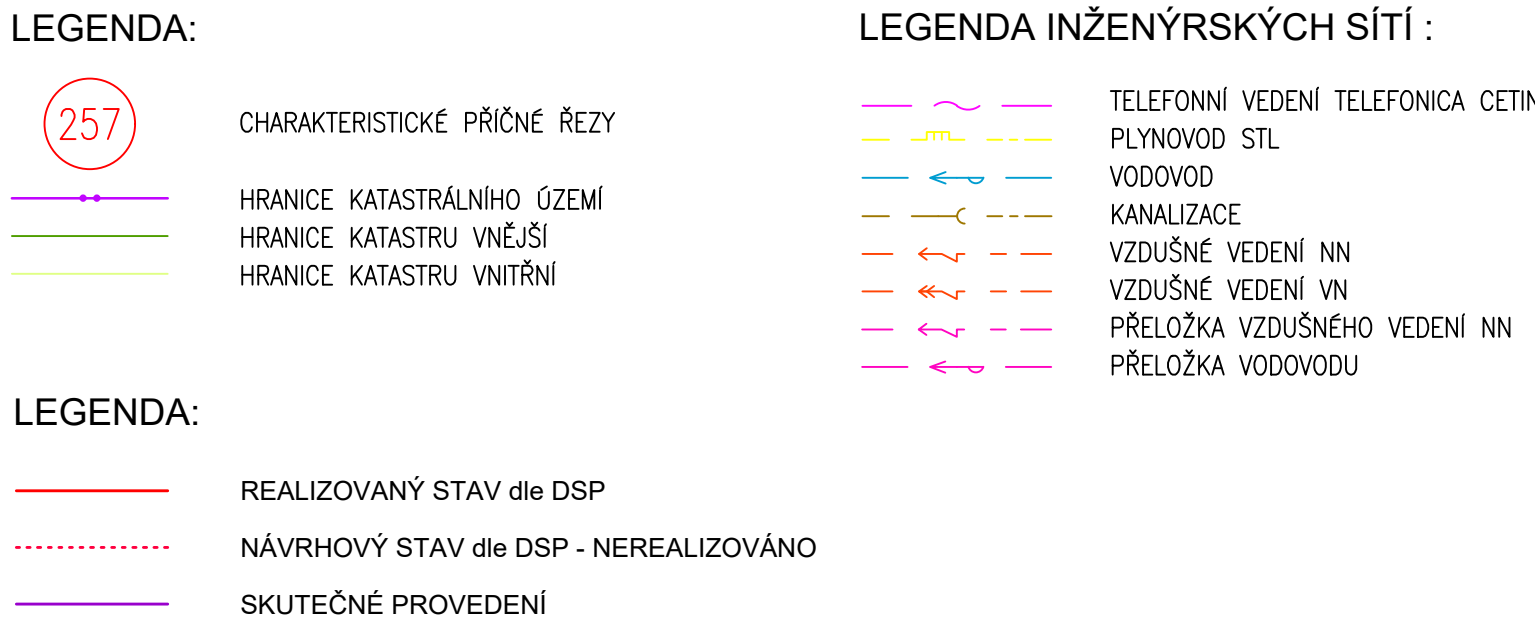 LEGENDA:
257
CHARAKTERISTICKÉ PŘÍČNÉ ŘEZY
HRANICE KATASTRÁLNÍHO ÚZEMÍ
HRANICE KATASTRU VNĚJŠÍ
HRANICE KATASTRU VNITŘNÍ
LEGENDA INŽENÝRSKÝCH SÍTÍ :
TELEFONNÍ VEDENÍ TELEFONICA CETIN
PLYNOVOD STL
VODOVOD
KANALIZACE
VZDUŠNÉ VEDENÍ NN
VZDUŠNÉ VEDENÍ VN
PŘELOŽKA VZDUŠNÉHO VEDENÍ NN
PŘELOŽKA VODOVODU
LEGENDA:
REALIZOVANÝ STAV dle DSP
NÁVRHOVÝ STAV dle DSP - NEREALIZOVÁNO
SKUTEČNÉ PROVEDENÍ